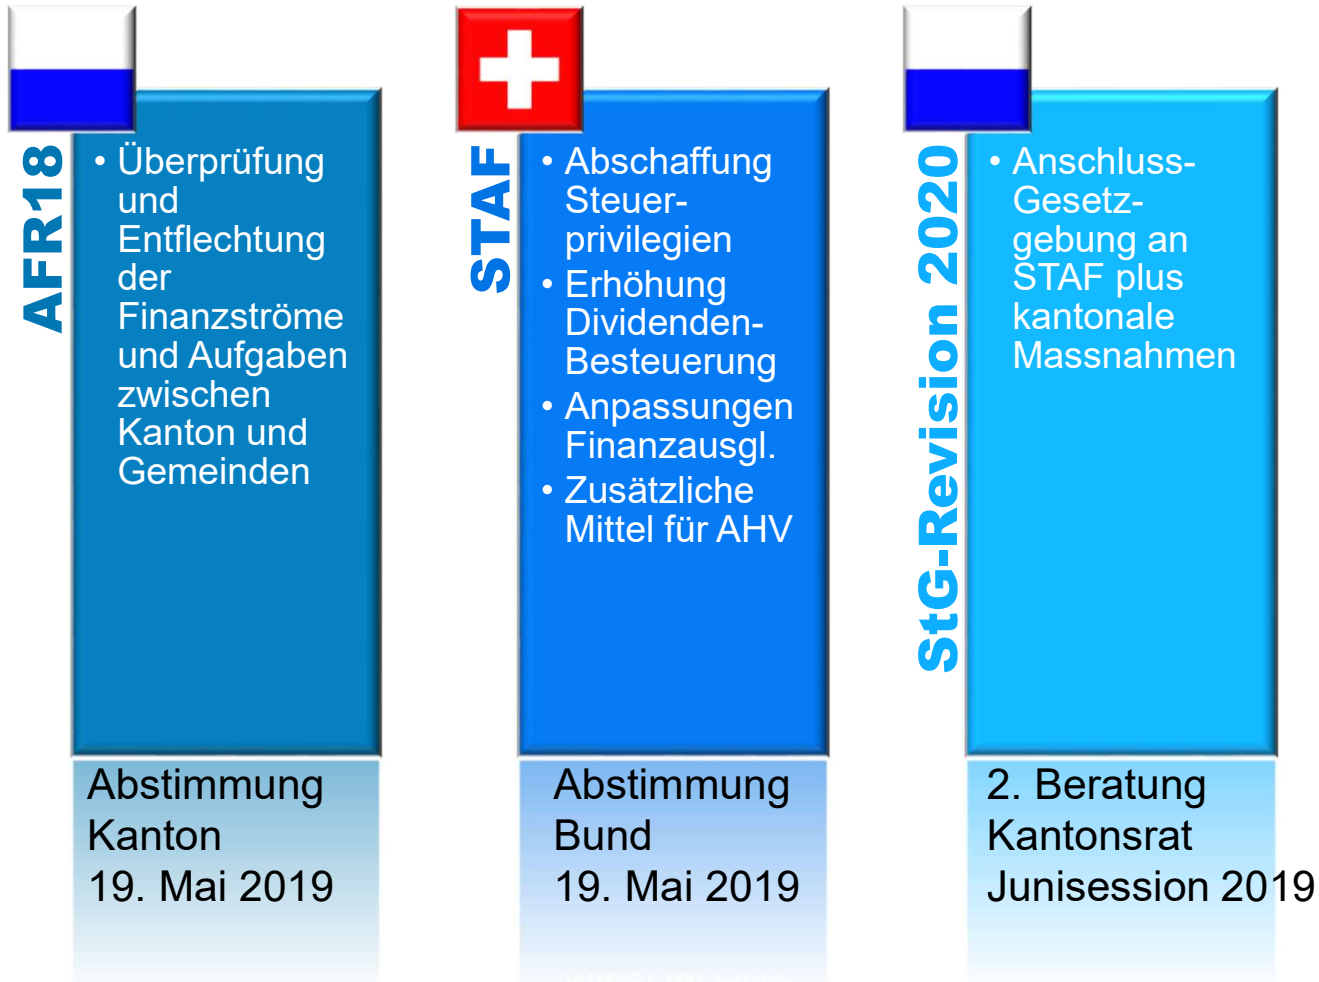 AFR18
• Überprüfung
und
Entflechtung
der
Finanzströme
und Aufgaben
zwischen
Kanton und
Gemeinden
Abstimmung
Kanton
19. Mai 2019
STAF
• Abschaffung
Steuer-
privilegien
• Erhöhung
Dividenden-
Besteuerung
• Anpassungen
Finanzausgl.
• Zusätzliche
Mittel für AHV
Abstimmung
Bund
19. Mai 2019
StG-Revision 2020
• Anschluss-
Gesetz-
gebung an
STAF plus
kantonale
Massnahmen
2. Beratung
Kantonsrat
Junisession 2019